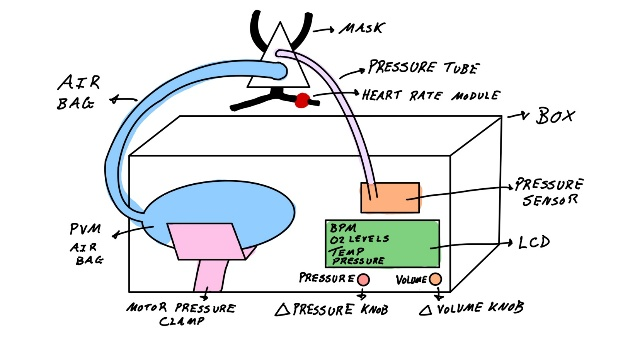 MASK
PRESSURE TUBE
HEART RATE MODULE
AIR
BAG
BOX
PRESSURE
SENSOR
PVM
AIR
BAG
BPM
O2 LEVELS
TEMP
PRESSURE
LCD
PRESSURE
VOLUME
MOTOR PRESSURE
CLAMP
△ PRESSURE KNOB
△ VOLUME KNOB